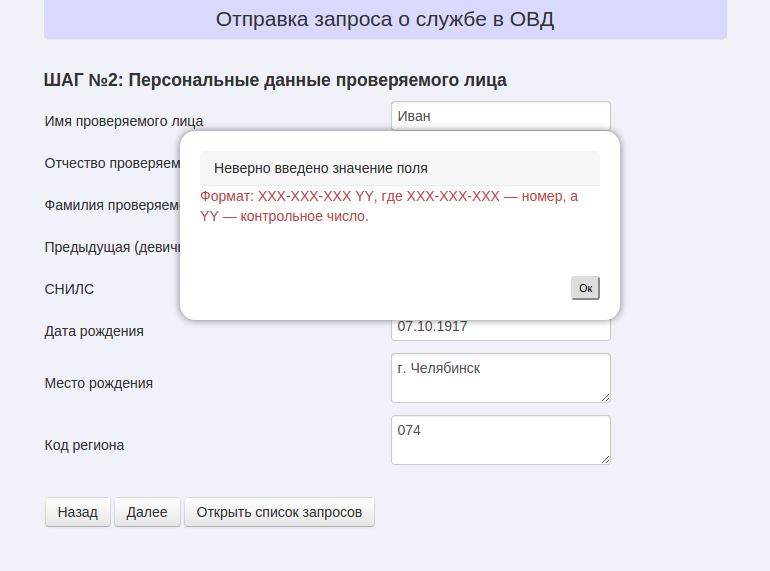 Отправка запроса о службе в ОВД
ШАГ №2: Персональные данные проверяемого лица
Имя проверяемого лица
Иван
Отчество проверяем
Фамилия проверяем
Предыдущая (девич
СНИЛС
Неверно введено значение поля
Формат: XXX-XXX-XXX YY, где XXX-XXX-XXX — номер, а
YY — контрольное число.
Ок
Дата рождения
07.10.1917
Место рождения
г. Челябинск
Код региона
074
Назад
Далее
Открыть список запросов